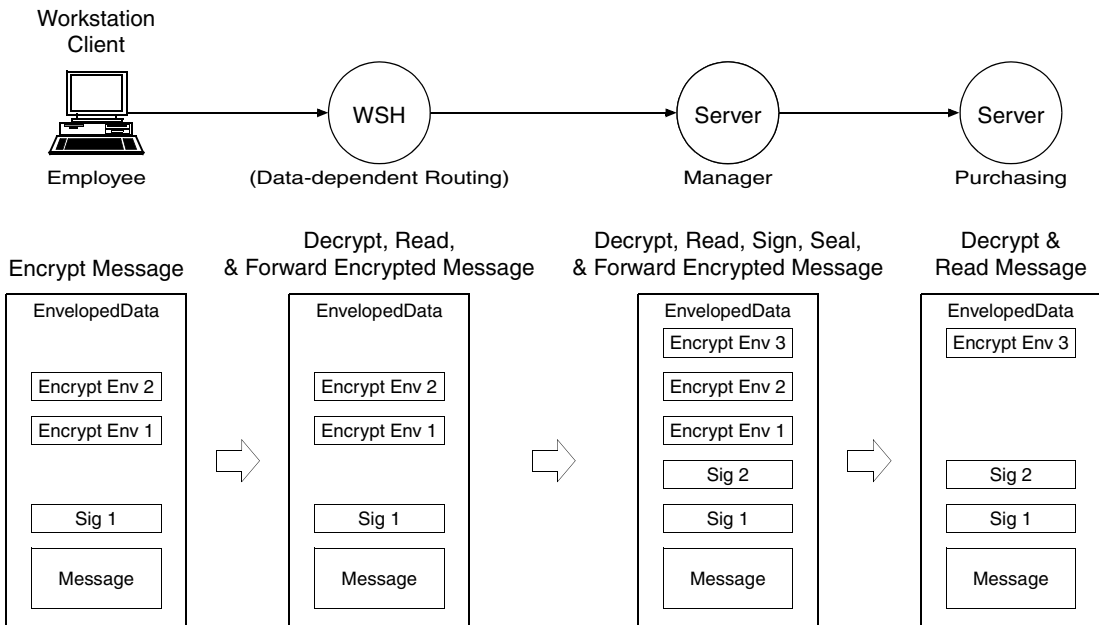 Workstation
Client
WSH
Server
Server
Employee
(Data-dependent Routing)
Manager
Purchasing
Encrypt Message
Decrypt, Read,
& Forward Encrypted Message
Decrypt, Read, Sign, Seal,
& Forward Encrypted Message
Decrypt &
Read Message
EnvelopedData
Encrypt Env 2
Encrypt Env 1
Sig 1
Message
EnvelopedData
Encrypt Env 2
Encrypt Env 1
Sig 1
Message
EnvelopedData
Encrypt Env 3
Encrypt Env 2
Encrypt Env 1
Sig 2
Sig 1
Message
EnvelopedData
Encrypt Env 3
Sig 2
Sig 1
Message